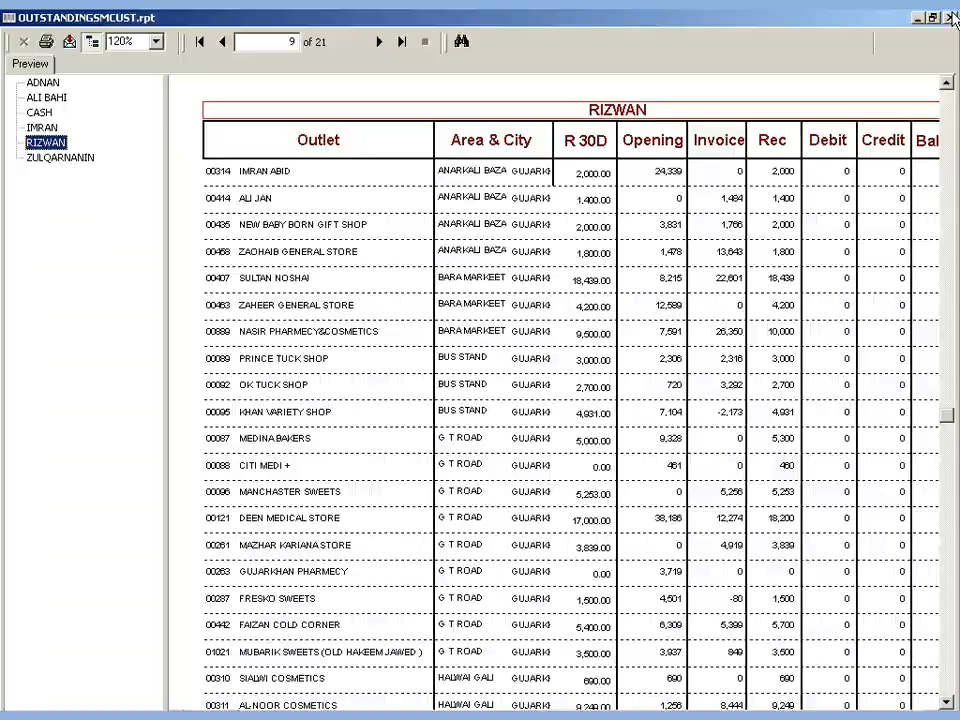 OUTSTANDINGSMCUST.rpt
120% 9 of 21
Preview
ADNAN
ALI BAHI
CASH
IMRAN
RIZWAN
ZULQARNANIN
RIZWAN
Outlet Area & City R 30D Opening Invoice Rec Debit Credit Bal
00314 IMRAN ABID ANARKALI BAZA GUJARKH 2,000.00 24,339 0 2,000 0 0
00414 ALI JAN ANARKALI BAZA GUJARKH 1,400.00 0 1,484 1,400 0 0
00435 NEW BABY BORN GIFT SHOP ANARKALI BAZA GUJARKH 2,000.00 3,831 1,766 2,000 0 0
00468 ZAOHAIB GENERAL STORE ANARKALI BAZA GUJARKH 1,800.00 1,478 13,643 1,800 0 0
00407 SULTAN NOSHAI BARA MARKEET GUJARKH 18,439.00 8,215 22,601 18,439 0 0
00463 ZAHEER GENERAL STORE BARA MARKEET GUJARKH 4,200.00 12,589 0 4,200 0 0
00889 NASIR PHARMECY&COSMETICS BARA MARKEET GUJARKH 9,500.00 7,591 26,350 10,000 0 0
00089 PRINCE TUCK SHOP BUS STAND GUJARKH 3,000.00 2,306 2,316 3,000 0 0
00092 OK TUCK SHOP BUS STAND GUJARKH 2,700.00 720 3,292 2,700 0 0
00095 KHAN VARIETY SHOP BUS STAND GUJARKH 4,931.00 7,104 -2,173 4,931 0 0
00087 MEDINA BAKERS G T ROAD GUJARKH 5,000.00 9,328 0 5,300 0 0
00088 CITI MEDI + G T ROAD GUJARKH 0.00 461 0 460 0 0
00096 MANCHASTER SWEETS G T ROAD GUJARKH 5,253.00 0 5,256 5,253 0 0
00121 DEEN MEDICAL STORE G T ROAD GUJARKH 17,000.00 38,186 12,274 18,200 0 0
00261 MAZHAR KARIANA STORE G T ROAD GUJARKH 3,839.00 0 4,919 3,839 0 0
00263 GUJARKHAN PHARMECY G T ROAD GUJARKH 0.00 3,719 0 0 0 0
00287 FRESKO SWEETS G T ROAD GUJARKH 1,500.00 4,501 -80 1,500 0 0
00442 FAIZAN COLD CORNER G T ROAD GUJARKH 5,400.00 6,309 5,399 5,700 0 0
01021 MUBARIK SWEETS (OLD HAKEEM JAWED ) G T ROAD GUJARKH 3,500.00 3,937 849 3,500 0 0
00310 SIALWI COSMETICS HALWAI GALI GUJARKH 690.00 690 0 690 0 0
00311 AL-NOOR COSMETICS HALWAI GALI GUJARKH 9,249.00 1,256 8,444 9,249 0 0